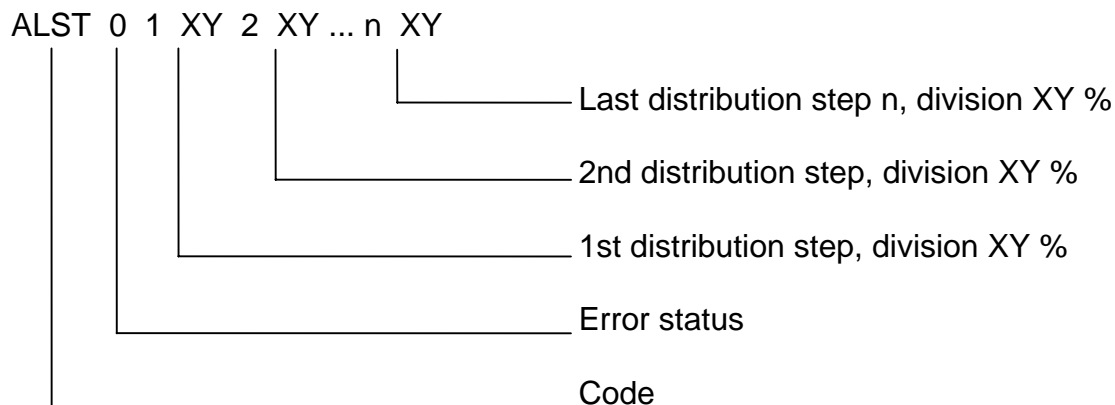 ALST 0 1 XY 2 XY ... n XY
Last distribution step n, division XY %
2nd distribution step, division XY %
1st distribution step, division XY %
Error status
Code